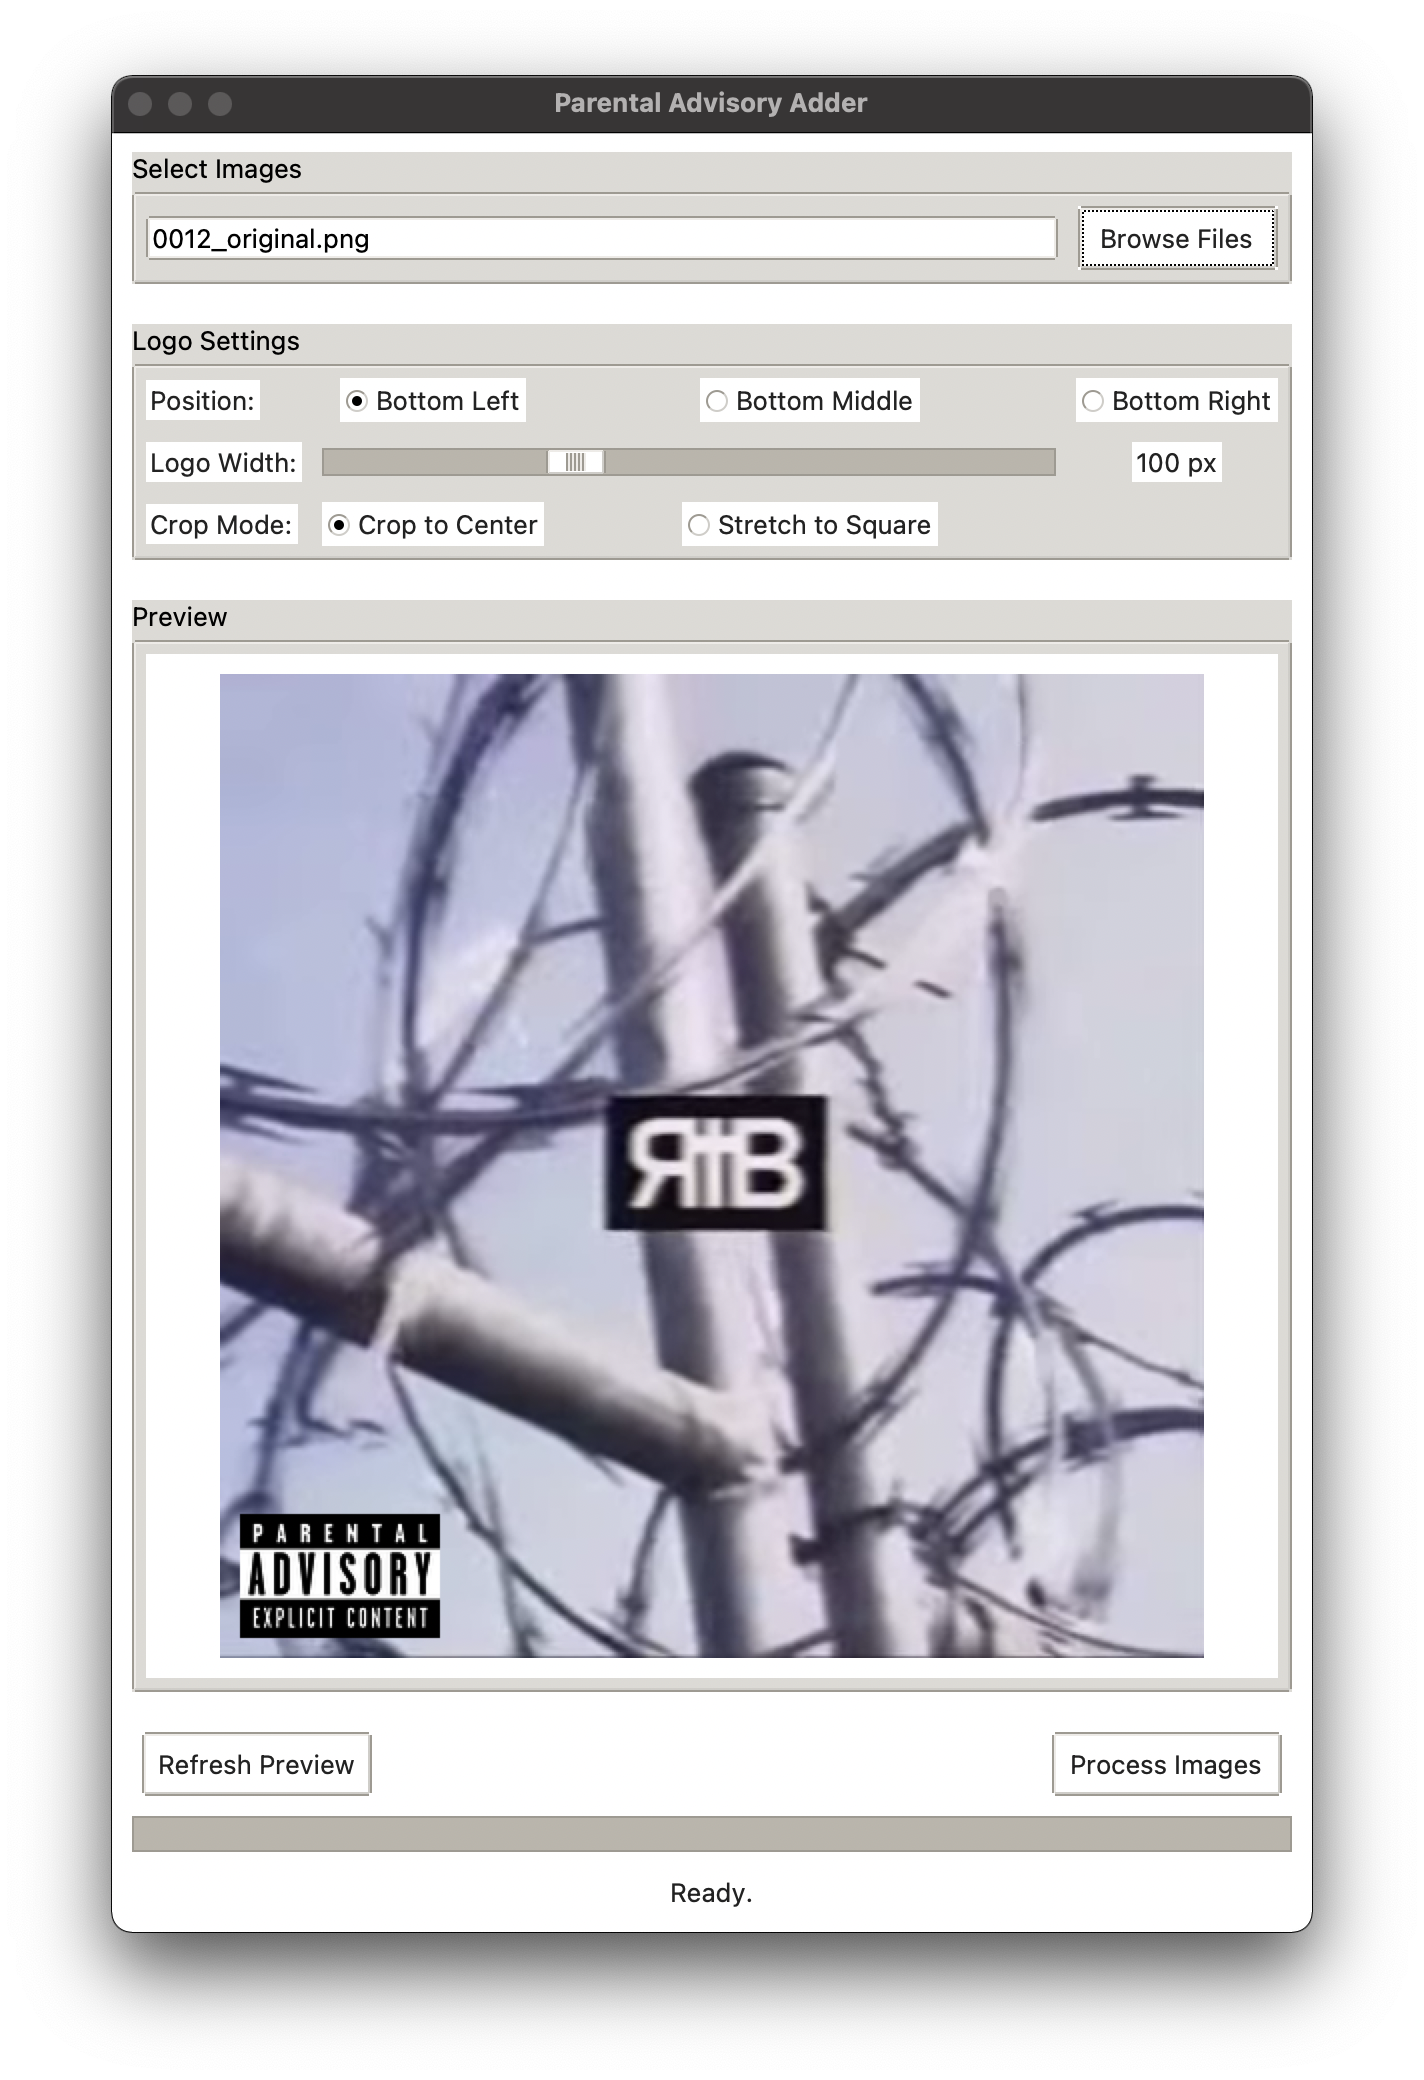 Parental Advisory Adder
Select Images
0012_original.png Browse Files
Logo Settings
Position: Bottom Left Bottom Middle Bottom Right
Logo Width: 100 px
Crop Mode: Crop to Center Stretch to Square
Preview
PARENTAL
ADVISORY
EXPLICIT CONTENT
Refresh Preview Process Images
Ready.